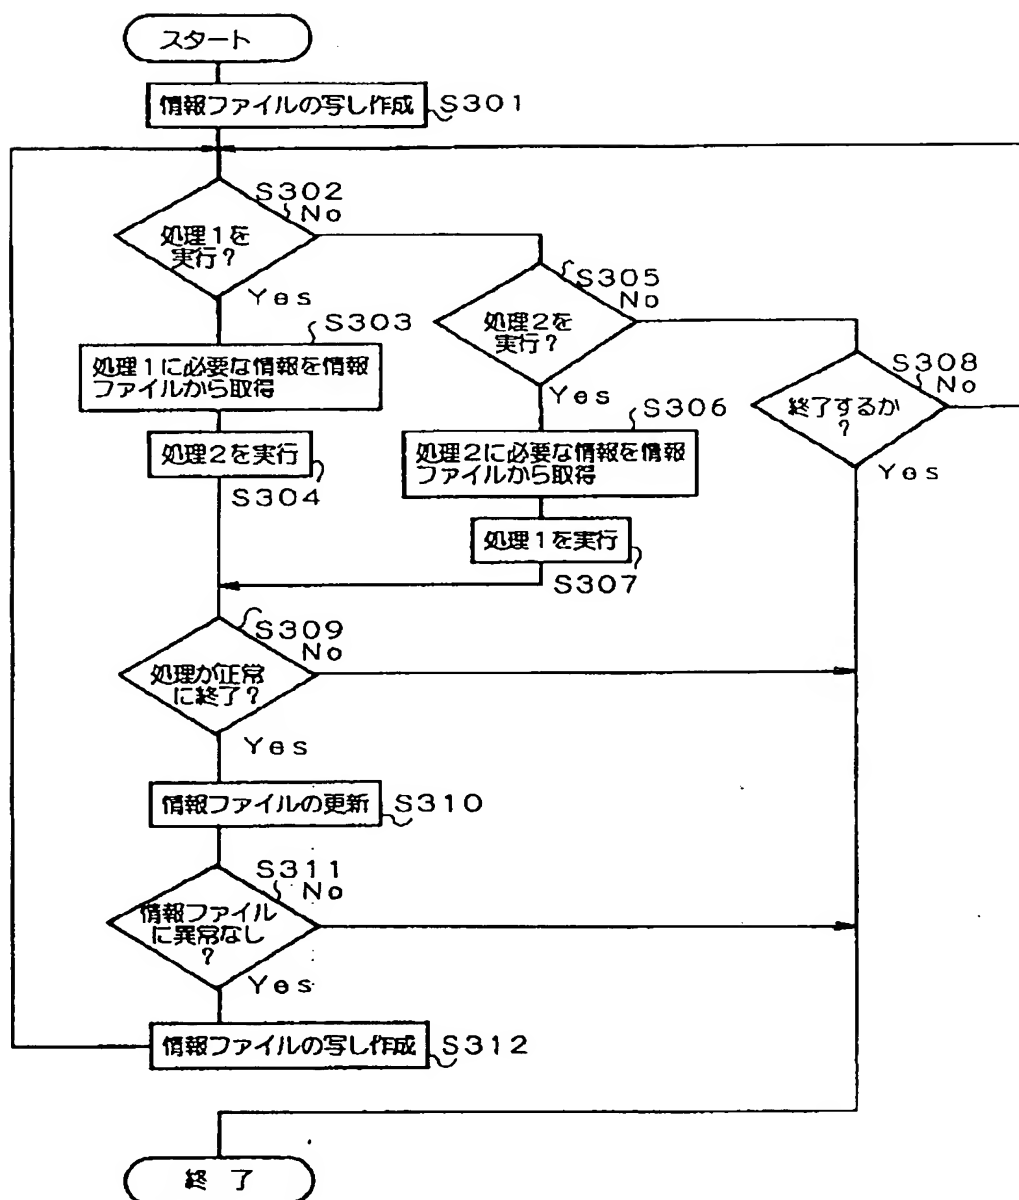 スタート
情報ファイルの写し作成
S301
S302
No
処理1を
実行?
Yes
S303
処理1に必要な情報を情報
ファイルから取得
処理2を実行
S304
S305
No
処理2を
実行?
Yes
S306
処理2に必要な情報を情報
ファイルから取得
処理1を実行
S307
S308
No
終了するか
?
Yes
S309
No
処理が正常
に終了?
Yes
情報ファイルの更新
S310
S311
No
情報ファイル
に異常なし
?
Yes
情報ファイルの写し作成
S312
終 了